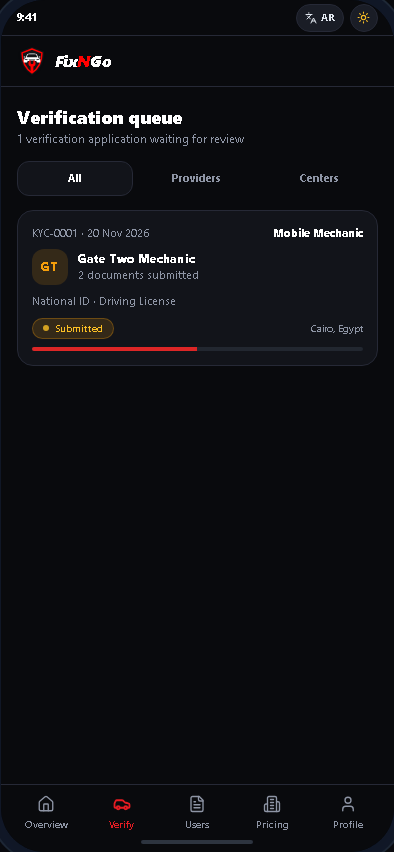 9:41
AR
FixNGo
Verification queue
1 verification application waiting for review
All
Providers
Centers
KYC-0001 · 20 Nov 2026
Mobile Mechanic
GT
Gate Two Mechanic
2 documents submitted
National ID · Driving License
Submitted
Cairo, Egypt
Overview
Verify
Users
Pricing
Profile